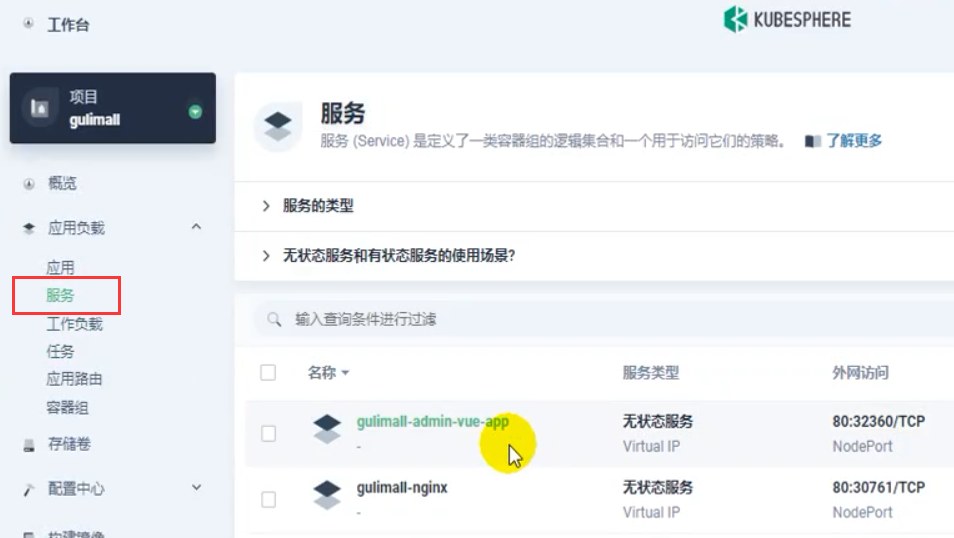 工作台
KUBESPHERE
项目
gulimall
服务
服务 (Service) 是定义了一类容器组的逻辑集合和一个用于访问它们的策略。 了解更多
概览
服务的类型
应用负载
无状态服务和有状态服务的使用场景?
应用
服务
输入查询条件进行过滤
工作负载
任务
名称 服务类型 外网访问
应用路由
容器组
gulimall-admin-vue-app 无状态服务 80:32360/TCP
- Virtual IP NodePort
存储卷
配置中心
gulimall-nginx 无状态服务 80:30761/TCP
- Virtual IP NodePort
构建镜像